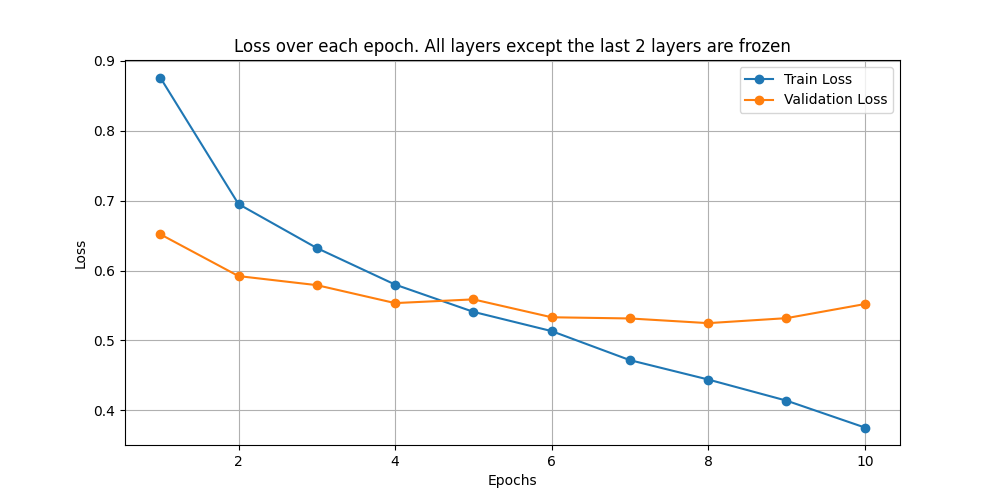 Loss over each epoch. All layers except the last 2 layers are frozen
Train Loss
Validation Loss
0.9
0.8
0.7
0.6
0.5
0.4
Loss
2
4
6
8
10
Epochs